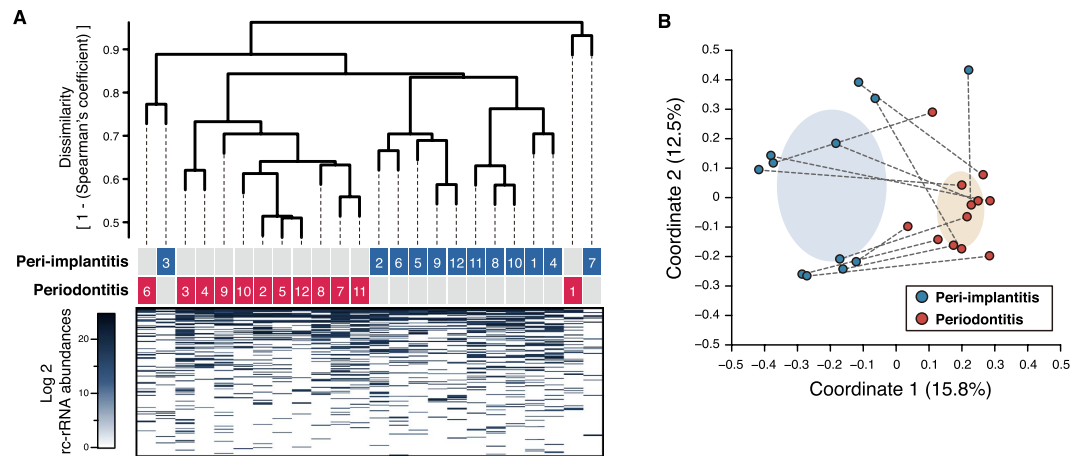 A
Dissimilarity
[ 1 - (Spearman's coefficient) ]
0.9
0.8
0.7
0.6
0.5
Peri-implantitis
3 2 6 5 9 12 11 8 10 1 4 7
Periodontitis
6 3 4 9 10 2 5 12 8 7 11 1
Log 2
rc-rRNA abundances
20
10
0
B
Coordinate 2 (12.5%)
0.5
0.4
0.3
0.2
0.1
0
−0.1
−0.2
−0.3
−0.4
−0.5
Peri-implantitis
Periodontitis
−0.5 −0.4 −0.3 −0.2 −0.1 0 0.1 0.2 0.3 0.4 0.5
Coordinate 1 (15.8%)